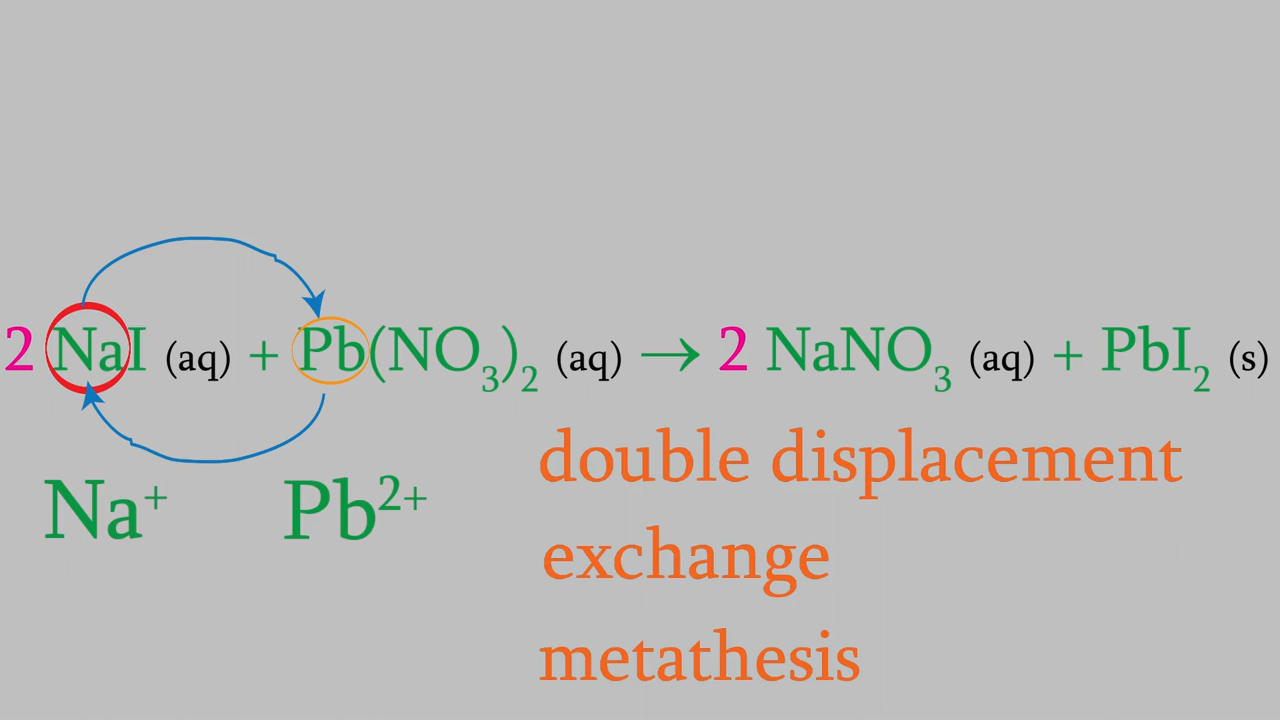 2 NaI (aq) + Pb(NO₃)₂ (aq) → 2 NaNO₃ (aq) + PbI₂ (s)
double displacement
Na⁺ Pb²⁺
exchange
metathesis